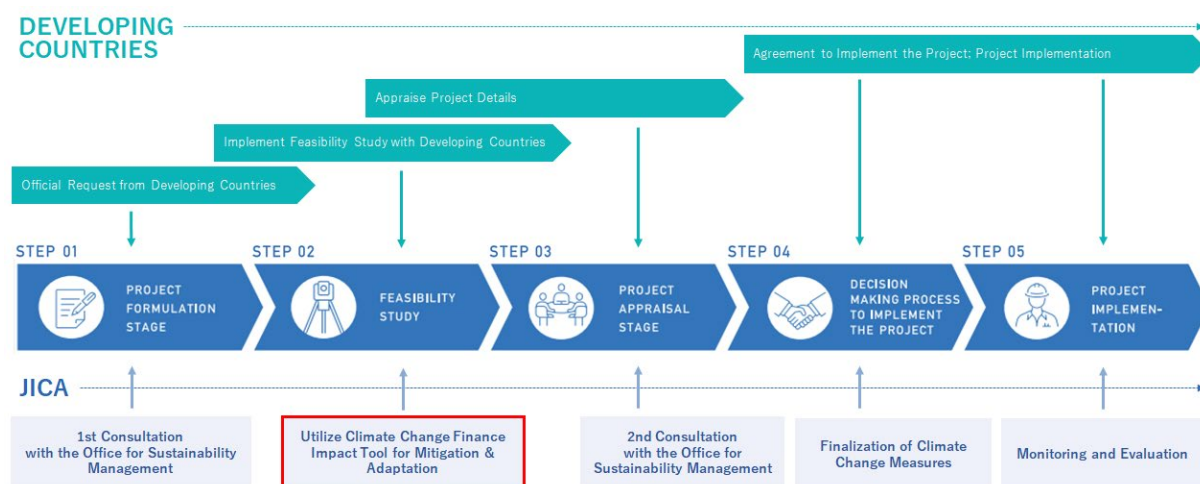 DEVELOPING
COUNTRIES
Agreement to Implement the Project; Project Implementation
Appraise Project Details
Implement Feasibility Study with Developing Countries
Official Request from Developing Countries
STEP 01
STEP 02
STEP 03
STEP 04
STEP 05
PROJECT
FORMULATION
STAGE
FEASIBILITY
STUDY
PROJECT
APPRAISAL
STAGE
DECISION
MAKING PROCESS
TO IMPLEMENT
THE PROJECT
PROJECT
IMPLEMEN-
TATION
JICA
1st Consultation
with the Office for Sustainability
Management
Utilize Climate Change Finance
Impact Tool for Mitigation &
Adaptation
2nd Consultation
with the Office for
Sustainability Management
Finalization of Climate
Change Measures
Monitoring and Evaluation